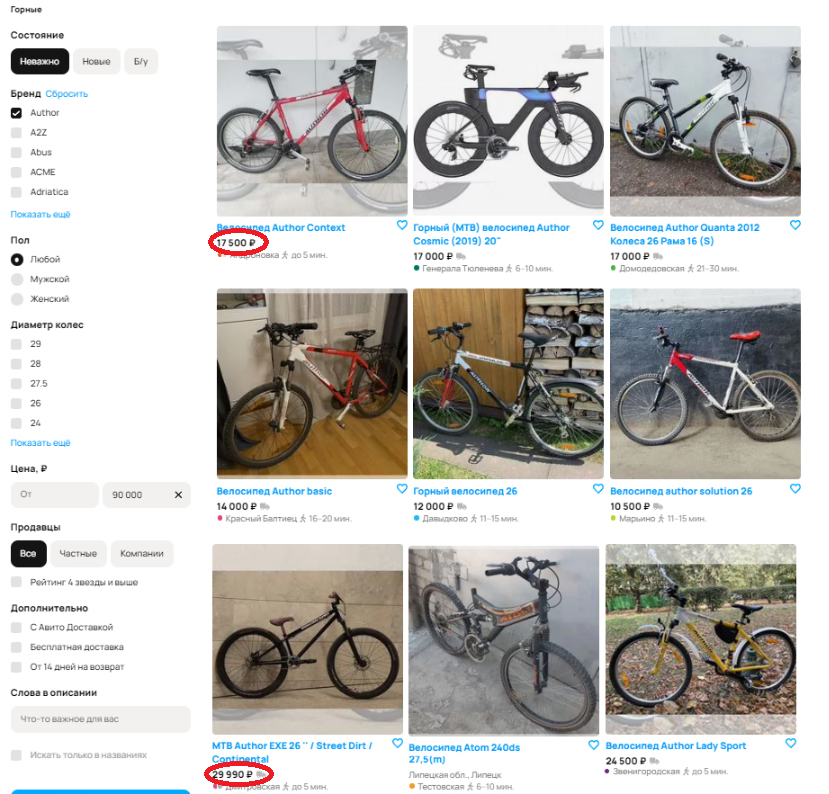 Горные
Состояние
Неважно
Новые
Б/у
Бренд Сбросить
Author
A2Z
Abus
ACME
Adriatica
Показать ещё
Пол
Любой
Мужской
Женский
Диаметр колес
29
28
27.5
26
24
Показать ещё
Цена, ₽
От
90 000
Продавцы
Все
Частные
Компании
Рейтинг 4 звезды и выше
Дополнительно
С Авито Доставкой
Бесплатная доставка
От 14 дней на возврат
Слова в описании
Что-то важное для вас
Искать только в названиях
Велосипед Author Context
17 500 ₽
до 5 мин.
Горный (MTB) велосипед Author
Cosmic (2019) 20"
17 000 ₽
Генерала Тюленева 6–10 мин.
Велосипед Author Quanta 2012
Колеса 26 Рама 16 (S)
17 000 ₽
Домодедовская 21–30 мин.
Велосипед Author basic
14 000 ₽
Красный Балтиец 16–20 мин.
Горный велосипед 26
12 000 ₽
Давыдково 11–15 мин.
Велосипед author solution 26
10 500 ₽
Марьино 11–15 мин.
MTB Author EXE 26 '' / Street Dirt /
Continental
29 990 ₽
Дмитровская до 5 мин.
Велосипед Atom 240ds
27,5(m)
Липецкая обл., Липецк
Тестовская 6–10 мин.
Велосипед Author Lady Sport
24 500 ₽
Звенигородская до 5 мин.